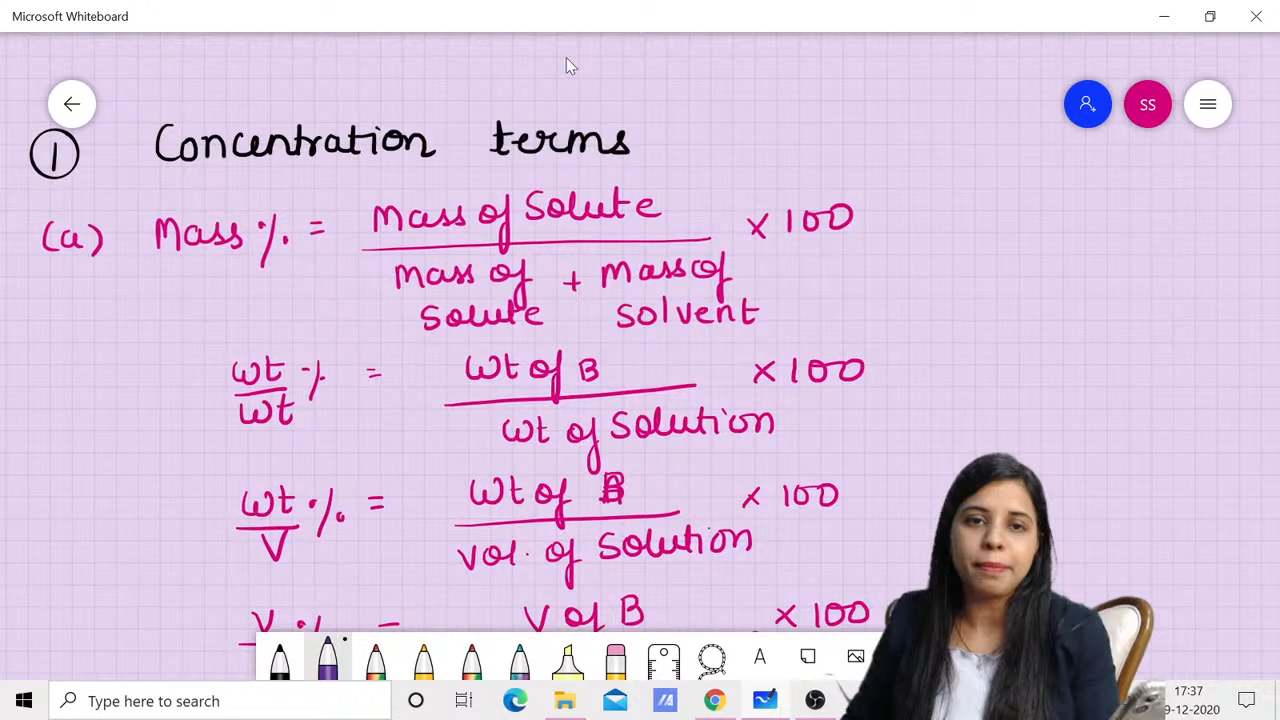 Microsoft Whiteboard
SS
① Concentration terms
(a) Mass % = Mass of Solute × 100
mass of + mass of
solute solvent
wt/wt % = wt of B × 100
wt of Solution
wt/V % = wt of B × 100
vol. of Solution
V % = V of B × 100
A
Type here to search
17:37
9-12-2020